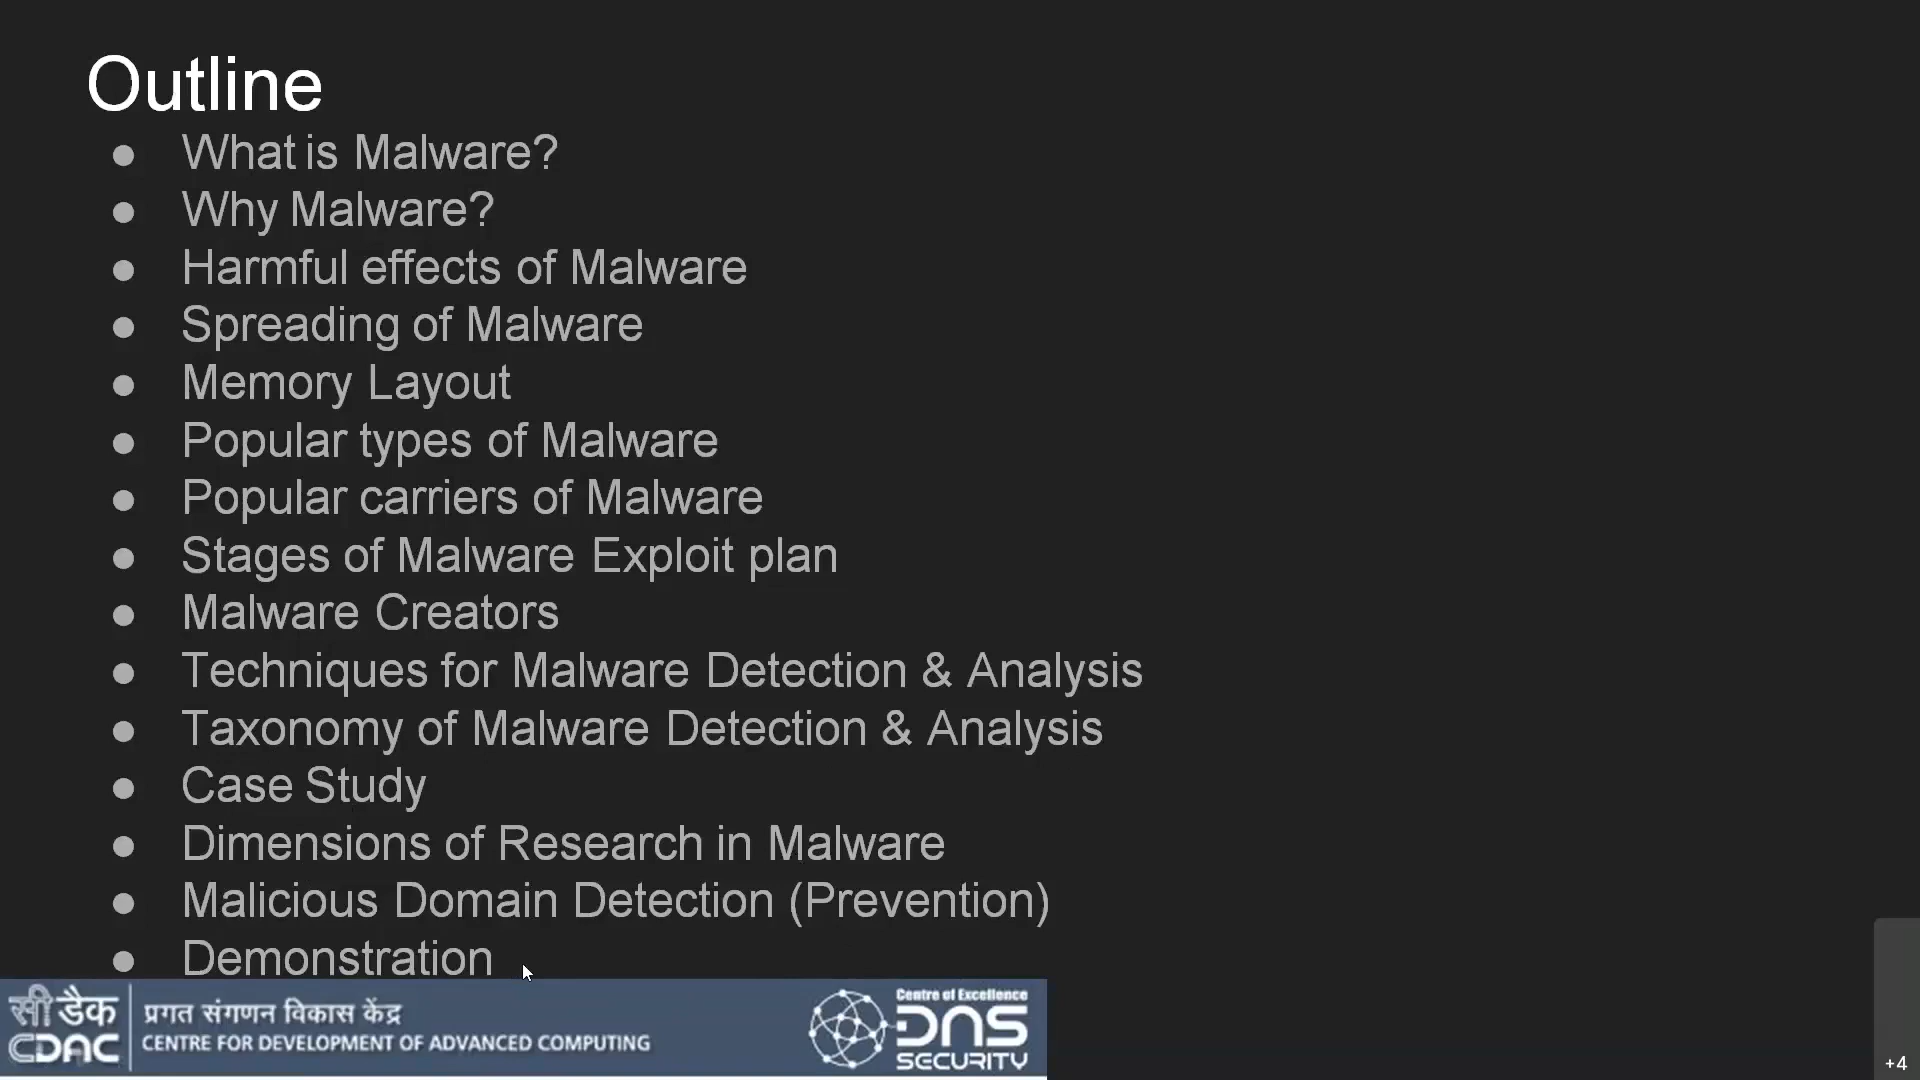 Outline
● What is Malware?
● Why Malware?
● Harmful effects of Malware
● Spreading of Malware
● Memory Layout
● Popular types of Malware
● Popular carriers of Malware
● Stages of Malware Exploit plan
● Malware Creators
● Techniques for Malware Detection & Analysis
● Taxonomy of Malware Detection & Analysis
● Case Study
● Dimensions of Research in Malware
● Malicious Domain Detection (Prevention)
● Demonstration
सी डैक
CDAC
प्रगत संगणन विकास केंद्र
CENTRE FOR DEVELOPMENT OF ADVANCED COMPUTING
Centre of Excellence
DNS
SECURITY
+4